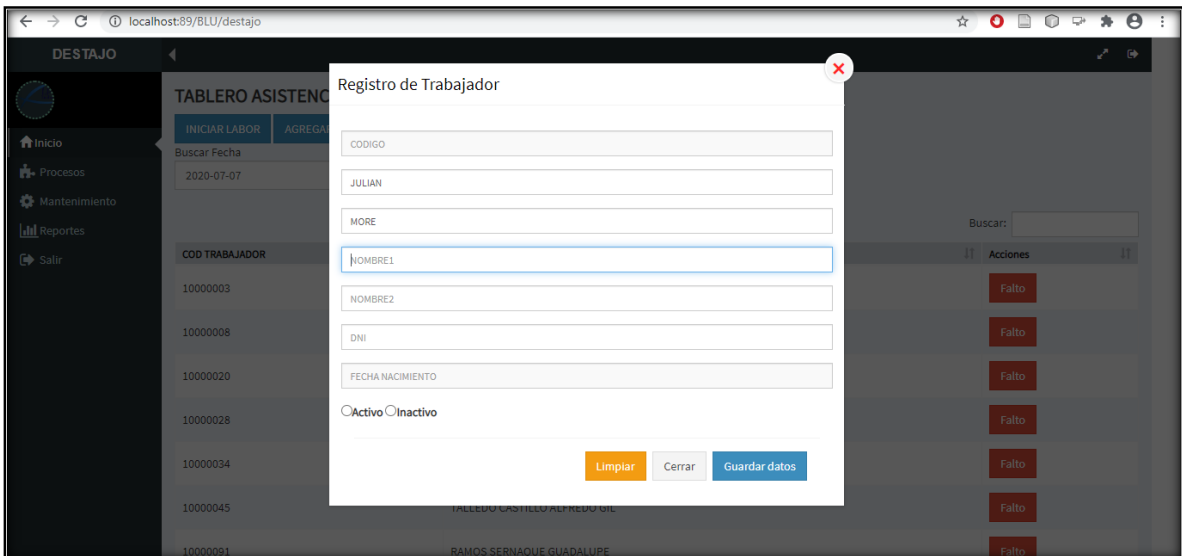 localhost:89/BLU/destajo
DESTAJO
Registro de Trabajador
TABLERO ASISTENC
INICIAR LABOR AGREGAR
Inicio
Buscar Fecha
CODIGO
Procesos
2020-07-07
JULIAN
Mantenimiento
MORE
Reportes
Buscar:
Salir
COD TRABAJADOR
NOMBRE1
Acciones
10000003
NOMBRE2
Falto
10000008
DNI
Falto
10000020
FECHA NACIMIENTO
Falto
Activo Inactivo
10000028
Falto
10000034
Limpiar Cerrar Guardar datos
Falto
10000045
TALLEDO CASTILLO ALFREDO GIL
Falto
10000091
RAMOS SERNAQUE GUADALUPE
Falto